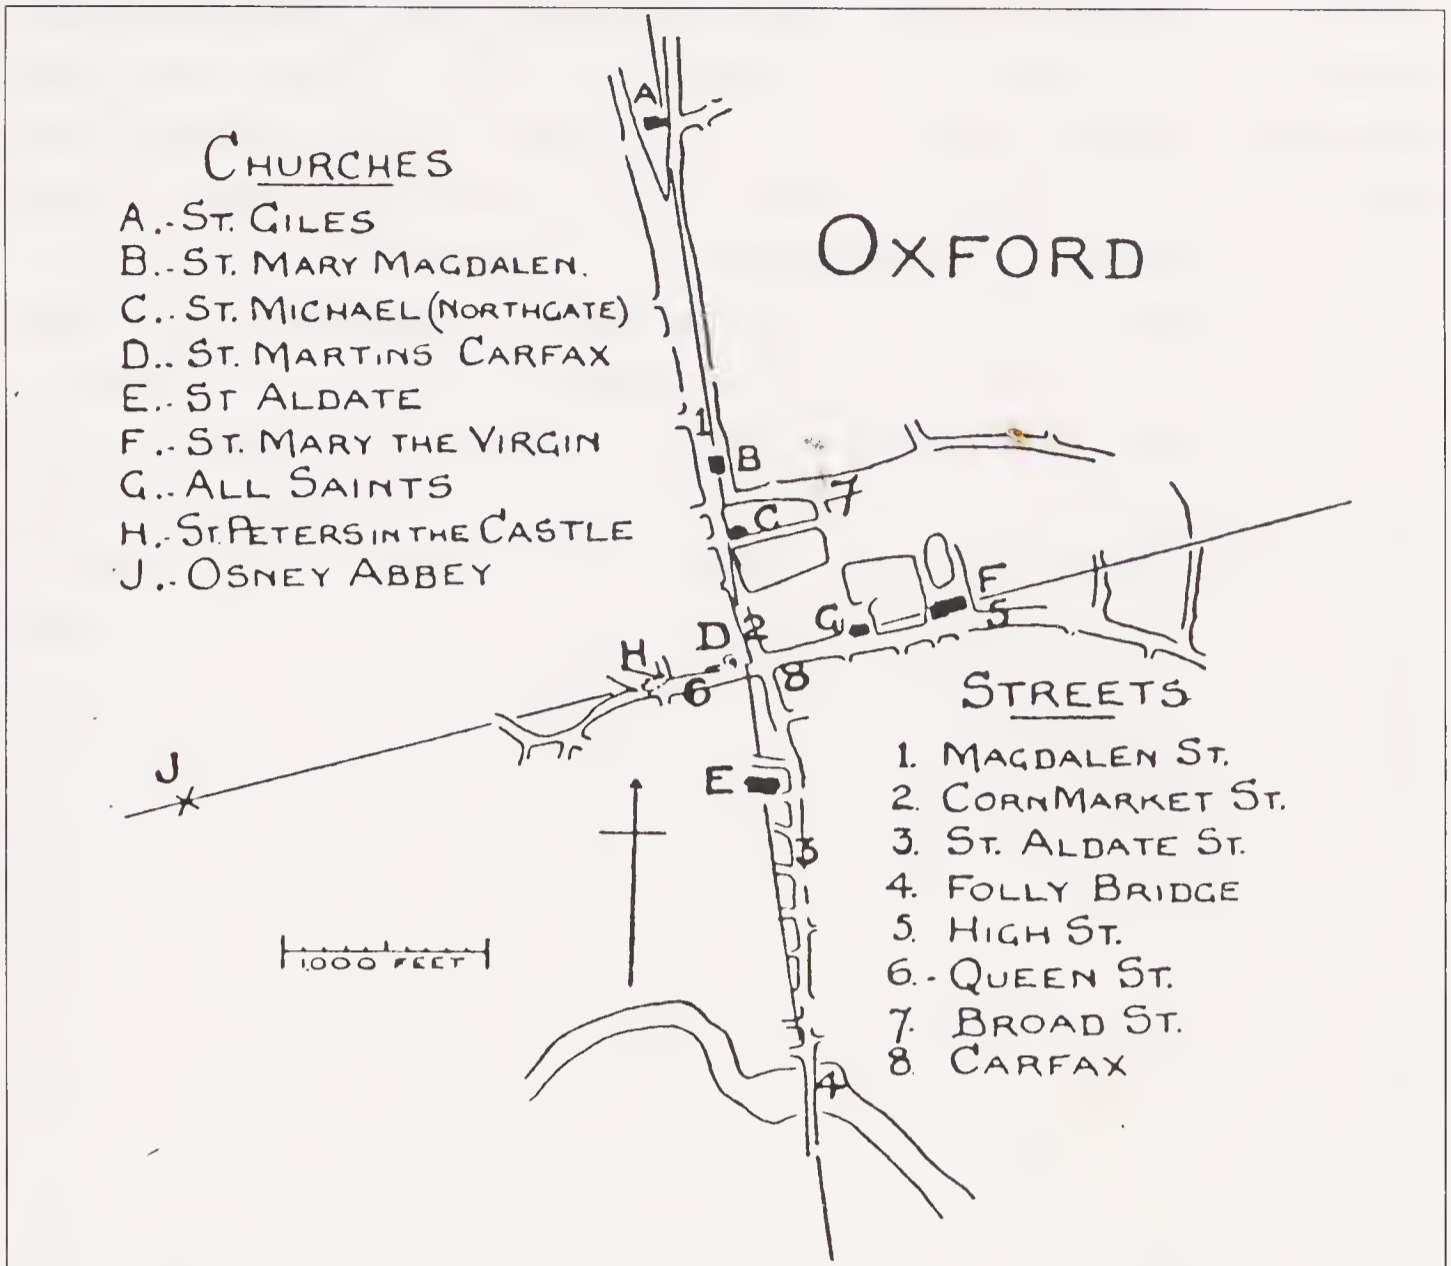 CHURCHES
A.- ST. GILES
B.- ST. MARY MAGDALEN.
C.. ST. MICHAEL (NORTHGATE)
D.. ST. MARTINS CARFAX
E.- ST ALDATE
F.- ST. MARY THE VIRGIN
G.. ALL SAINTS
H.- ST. PETERS IN THE CASTLE
J.- OSNEY ABBEY
OXFORD
A
1
B
7
C
F
5
G
2
D
H
8
6
J
E
3
4
1,000 FEET
STREETS
1. MAGDALEN ST.
2. CORNMARKET ST.
3. ST. ALDATE ST.
4. FOLLY BRIDGE
5. HIGH ST.
6.- QUEEN ST.
7. BROAD ST.
8. CARFAX